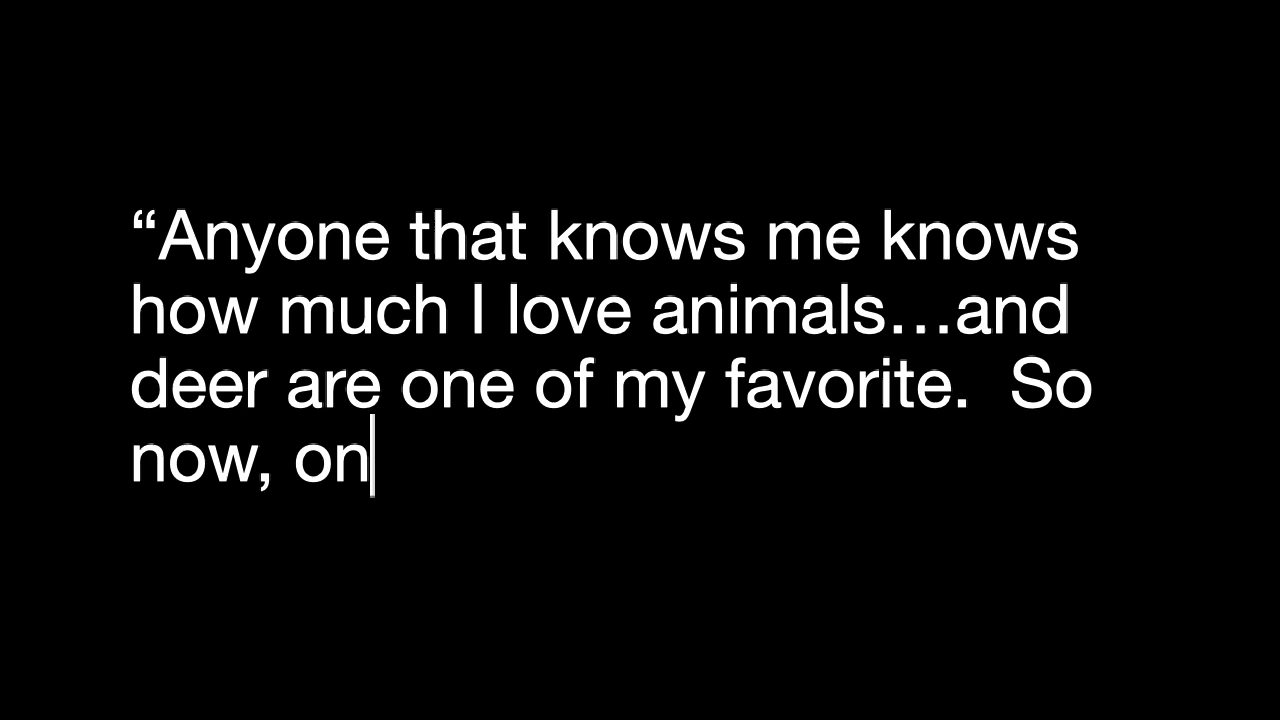 “Anyone that knows me knows
how much I love animals…and
deer are one of my favorite.  So
now, on